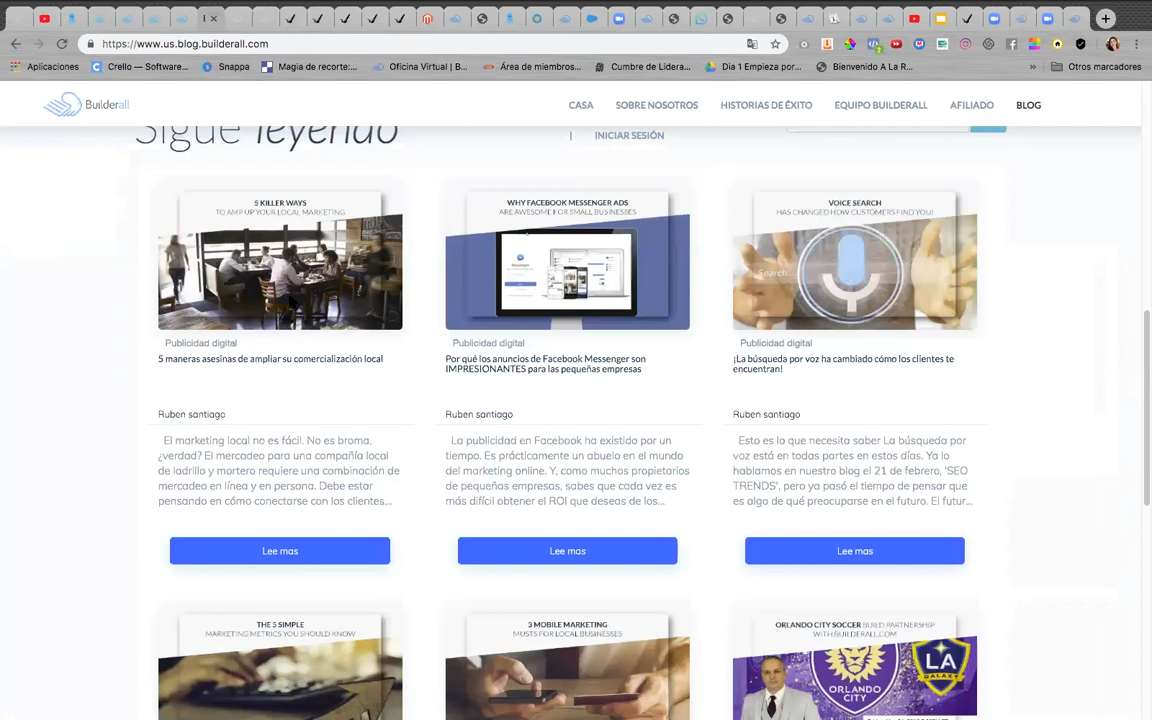 https://www.us.blog.builderall.com
Aplicaciones
Crello — Software...
Snappa
Magia de recorte:...
Oficina Virtual | B...
Área de miembros...
Cumbre de Lidera...
Dia 1 Empieza por...
Bienvenido A La R...
»
Otros marcadores
Builderall
CASA
SOBRE NOSOTROS
HISTORIAS DE ÉXITO
EQUIPO BUILDERALL
AFILIADO
BLOG
Sigue leyendo
| INICIAR SESIÓN
5 KILLER WAYS
TO AMP UP YOUR LOCAL MARKETING
WHY FACEBOOK MESSENGER ADS
ARE AWESOME FOR SMALL BUSINESSES
VOICE SEARCH
HAS CHANGED HOW CUSTOMERS FIND YOU!
Search...
Publicidad digital
5 maneras asesinas de ampliar su comercialización local
Publicidad digital
Por qué los anuncios de Facebook Messenger son
IMPRESIONANTES para las pequeñas empresas
Publicidad digital
¡La búsqueda por voz ha cambiado cómo los clientes te
encuentran!
Ruben santiago
Ruben santiago
Ruben santiago
El marketing local no es fácil. No es broma,
¿verdad? El mercadeo para una compañía local
de ladrillo y mortero requiere una combinación de
mercadeo en línea y en persona. Debe estar
pensando en cómo conectarse con los clientes...
La publicidad en Facebook ha existido por un
tiempo. Es prácticamente un abuelo en el mundo
del marketing online. Y, como muchos propietarios
de pequeñas empresas, sabes que cada vez es
más difícil obtener el ROI que deseas de los...
Esto es lo que necesita saber La búsqueda por
voz está en todas partes en estos días. Ya lo
hablamos en nuestro blog el 21 de febrero, 'SEO
TRENDS', pero ya pasó el tiempo de pensar que
es algo de qué preocuparse en el futuro. El futur...
Lee mas
Lee mas
Lee mas
THE 5 SIMPLE
MARKETING METRICS YOU SHOULD KNOW
3 MOBILE MARKETING
MUSTS FOR LOCAL BUSINESSES
ORLANDO CITY SOCCER BUILD PARTNERSHIP
WITH BUILDERALL.COM
ORLANDO
CITY
LA
GALAXY